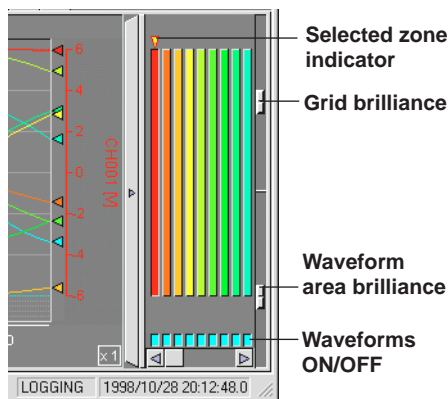 Selected zone
indicator
Grid brilliance
6
4
2
0
-2
-4
-6
CH001 [V]
Waveform
area brilliance
Waveforms
ON/OFF
0
x 1
LOGGING
1998/10/28 20:12:48.0